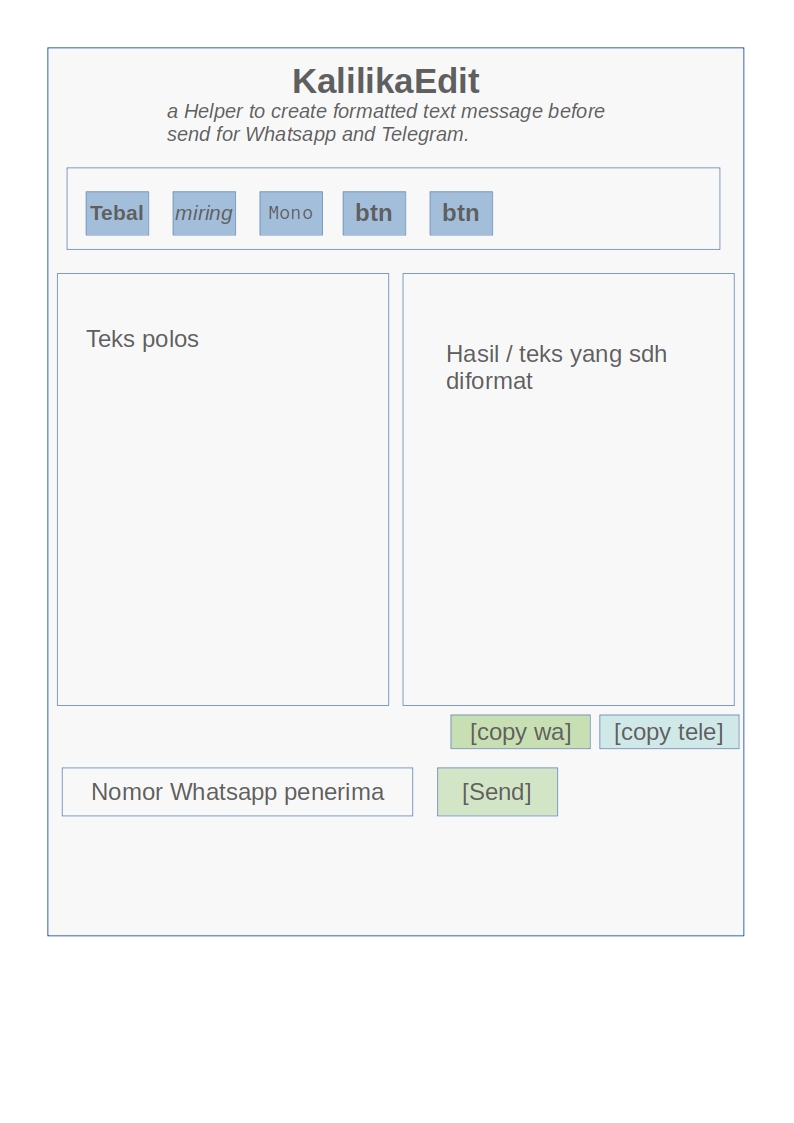 KalilikaEdit
a Helper to create formatted text message before
send for Whatsapp and Telegram.
Tebal miring Mono btn btn
Teks polos
Hasil / teks yang sdh
diformat
[copy wa] [copy tele]
Nomor Whatsapp penerima [Send]